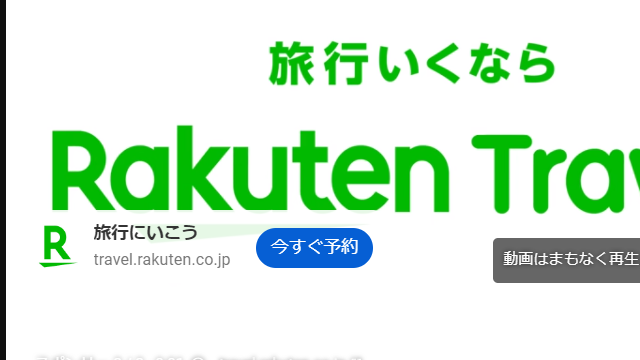 旅行いくなら
Rakuten Trav
旅行にいこう
travel.rakuten.co.jp
今すぐ予約
動画はまもなく再生